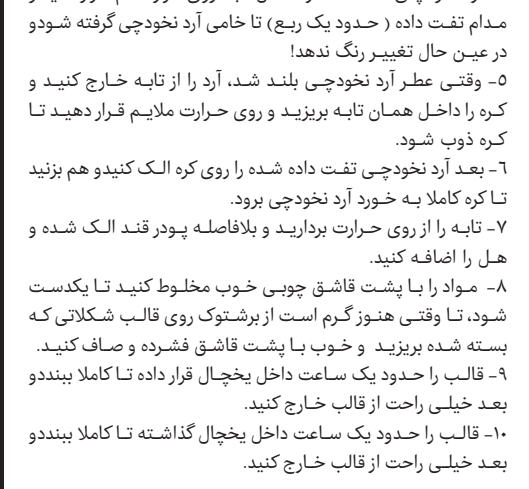 مدام تفت داده ( حدود یک ربع) تا خامی آرد نخودچی گرفته شودو
در عین حال تغییر رنگ ندهد!
۵- وقتی عطر آرد نخودچی بلند شد، آرد را از تابه خارج کنید و
کره را داخل همان تابه بریزید و روی حرارت ملایم قرار دهید تا
کره ذوب شود.
۶- بعد آرد نخودچی تفت داده شده را روی کره الک کنیدو هم بزنید
تا کره کاملا به خورد آرد نخودچی برود.
۷- تابه را از روی حرارت بردارید و بلافاصله پودر قند الک شده و
هل را اضافه کنید.
۸- مواد را با پشت قاشق چوبی خوب مخلوط کنید تا یکدست
شود، تا وقتی هنوز گرم است از برشتوک روی قالب شکلاتی که
بسته شده بریزید و خوب با پشت قاشق فشرده و صاف کنید.
۹- قالب را حدود یک ساعت داخل یخچال قرار داده تا کاملا ببنددو
بعد خیلی راحت از قالب خارج کنید.
۱۰- قالب را حدود یک ساعت داخل یخچال گذاشته تا کاملا ببنددو
بعد خیلی راحت از قالب خارج کنید.